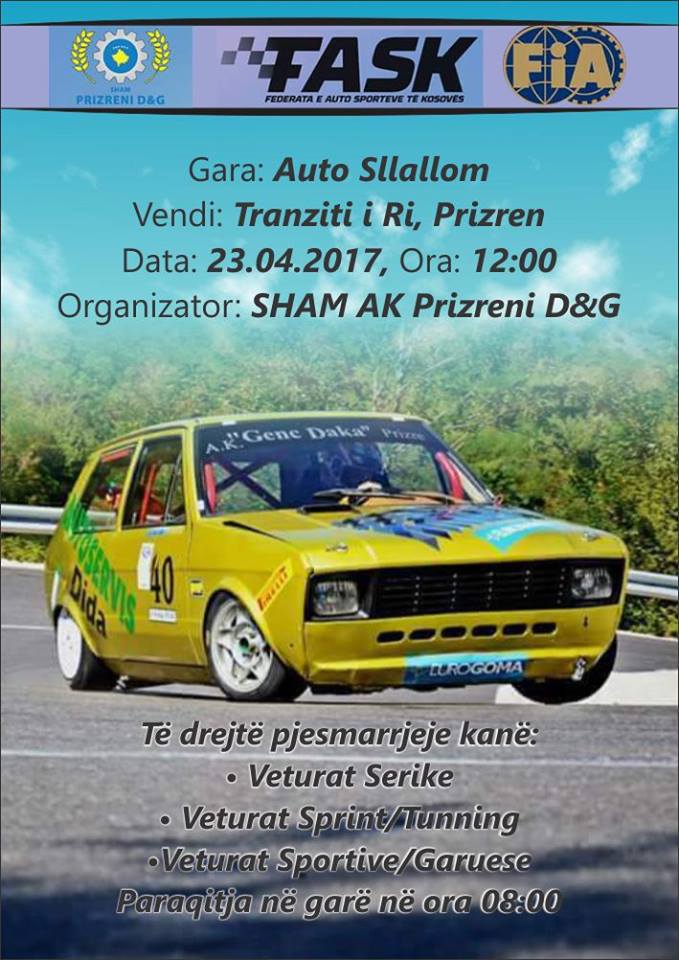 SHAM
PRIZRENI D&G
FASK
FEDERATA E AUTO SPORTEVE TË KOSOVËS
FiA
Gara: Auto Sllallom
Vendi: Tranziti i Ri, Prizren
Data: 23.04.2017, Ora: 12:00
Organizator: SHAM AK Prizreni D&G
A.K. "Genc Daka" Prizre
40
PIRELLI
Dida
EUROGOMA
Të drejtë pjesmarrjeje kanë:
• Veturat Serike
• Veturat Sprint/Tunning
•Veturat Sportive/Garuese
Paraqitja në garë në ora 08:00